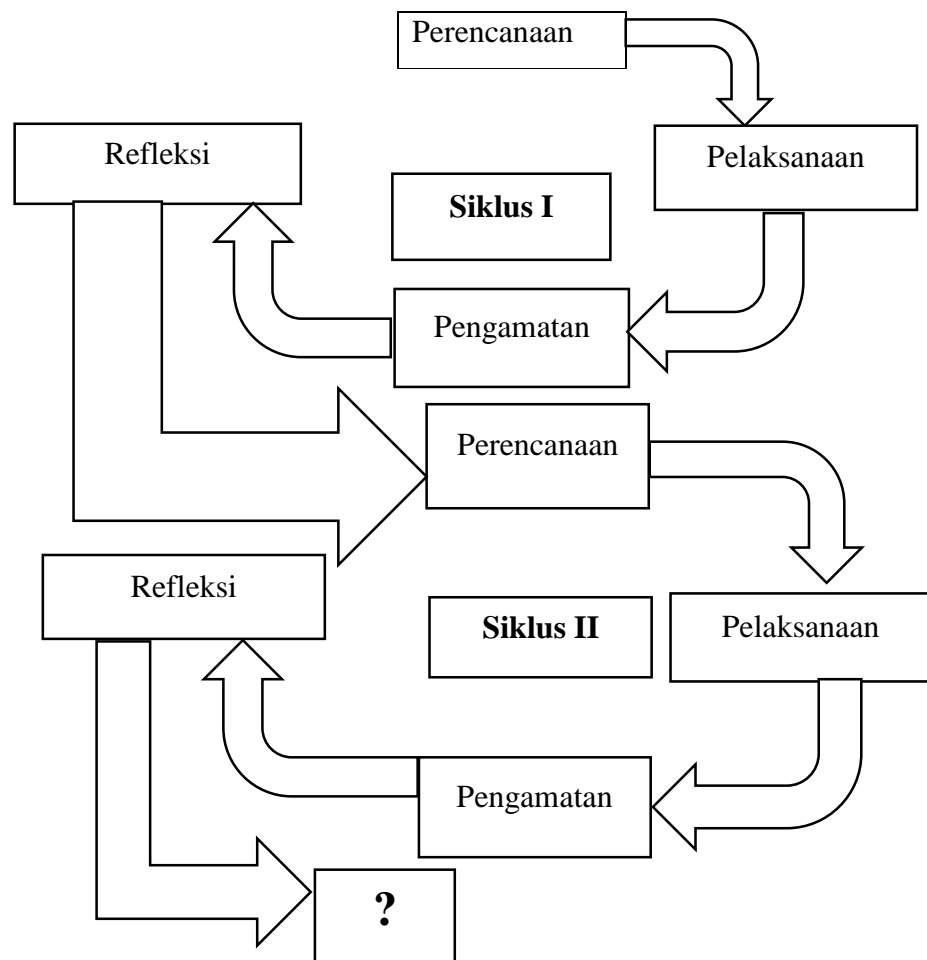 Perencanaan
Refleksi
Pelaksanaan
Siklus I
Pengamatan
Perencanaan
Refleksi
Siklus II
Pelaksanaan
Pengamatan
?